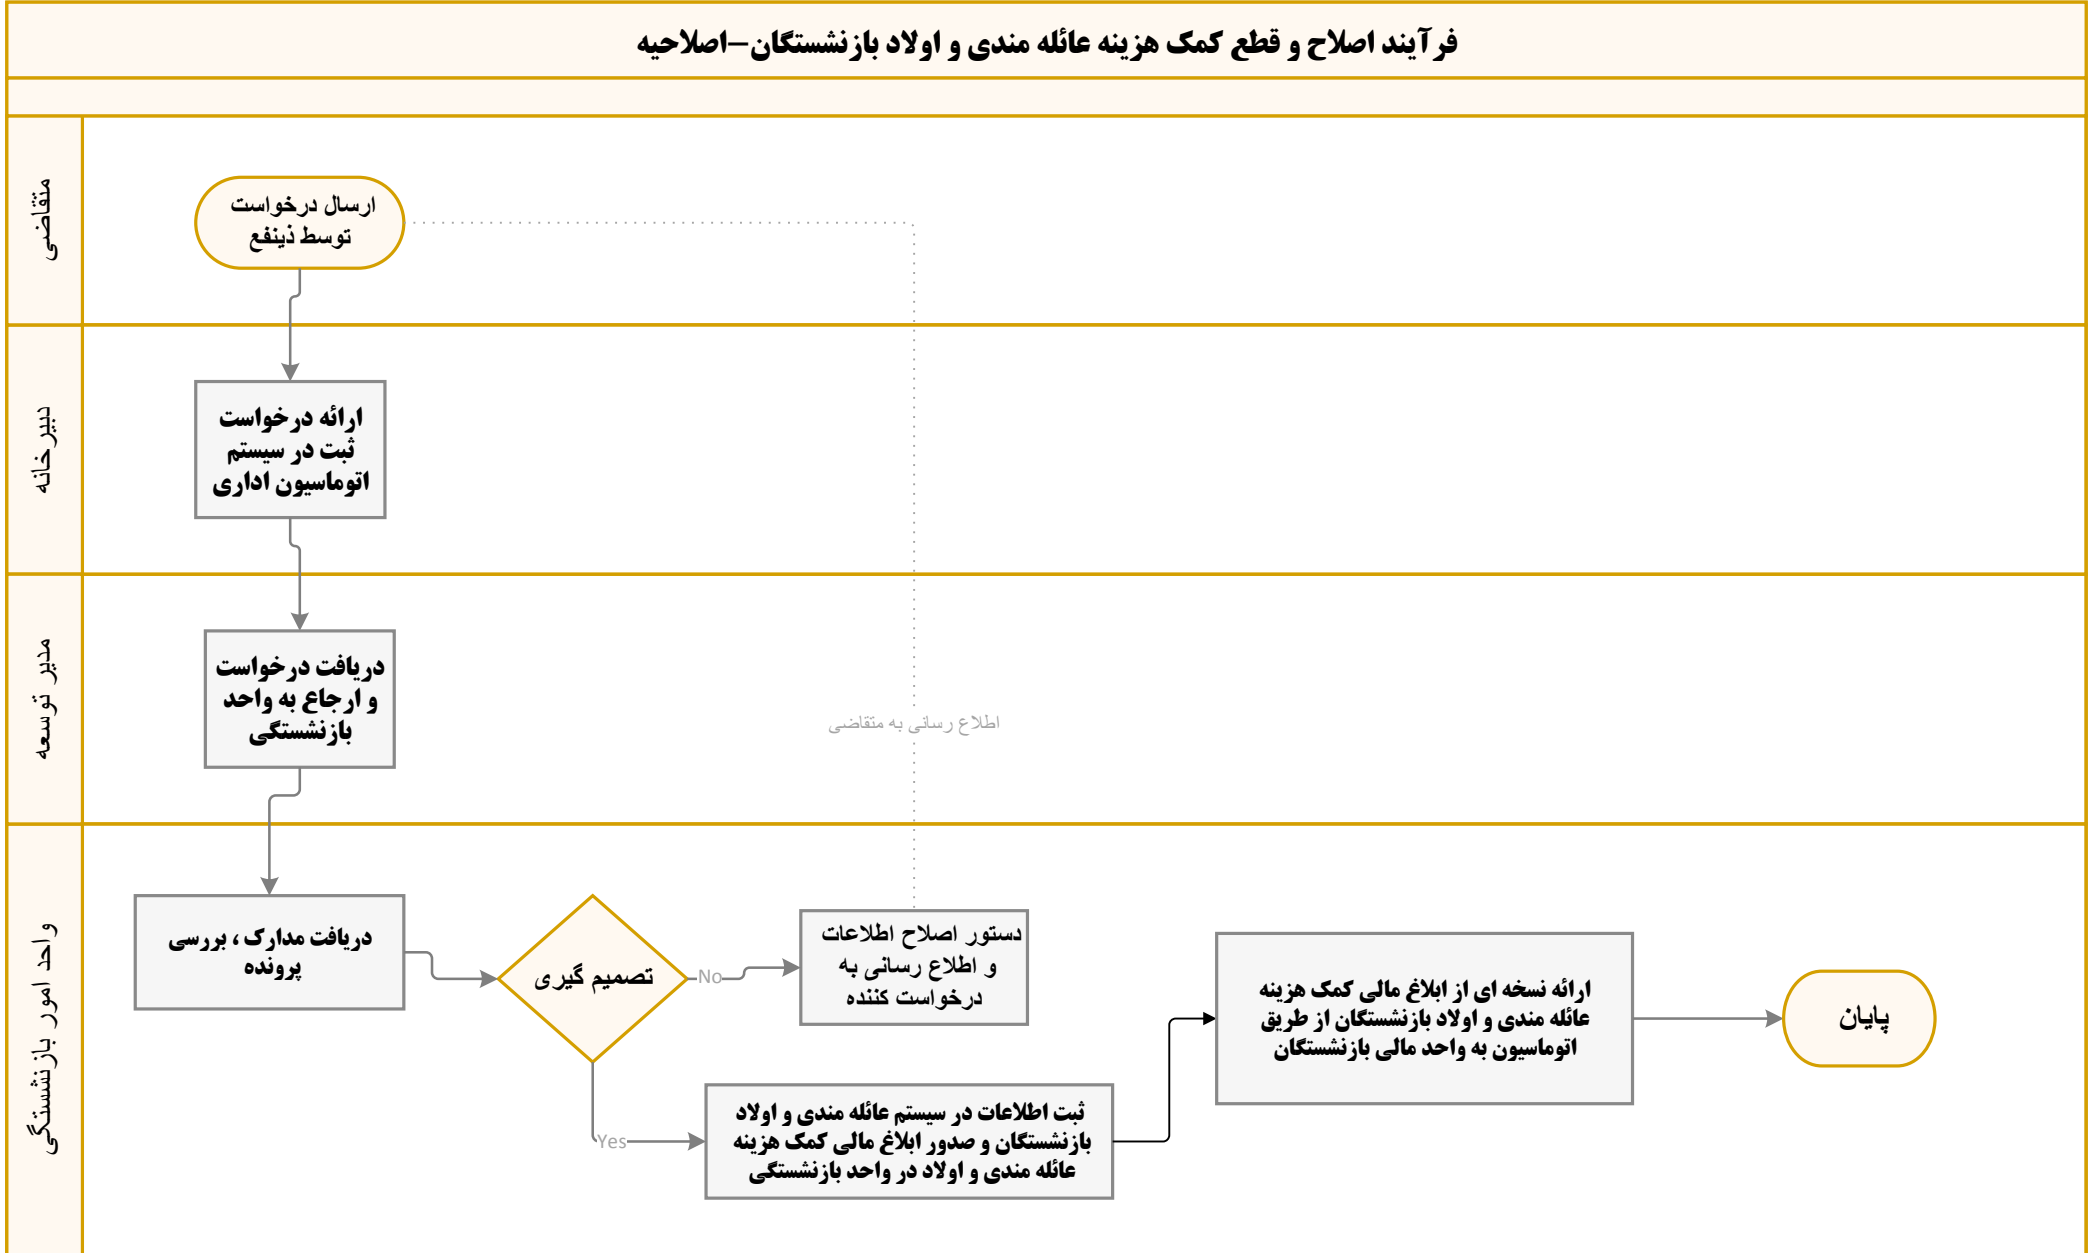 فرآیند اصلاح و قطع کمک هزینه عائله مندی و اولاد بازنشستگان–اصلاحیه
متقاضی
ارسال درخواست
توسط ذینفع
دبیرخانه
ارائه درخواست
ثبت در سیستم
اتوماسیون اداری
مدیر توسعه
دریافت درخواست
و ارجاع به واحد
بازنشستگی
اطلاع رسانی به متقاضی
واحد امور بازنشستگی
دریافت مدارک ، بررسی
پرونده
تصمیم گیری
No
دستور اصلاح اطلاعات
و اطلاع رسانی به
درخواست کننده
Yes
ثبت اطلاعات در سیستم عائله مندی و اولاد
بازنشستگان و صدور ابلاغ مالی کمک هزینه
عائله مندی و اولاد در واحد بازنشستگی
ارائه نسخه ای از ابلاغ مالی کمک هزینه
عائله مندی و اولاد بازنشستگان از طریق
اتوماسیون به واحد مالی بازنشستگان
پایان